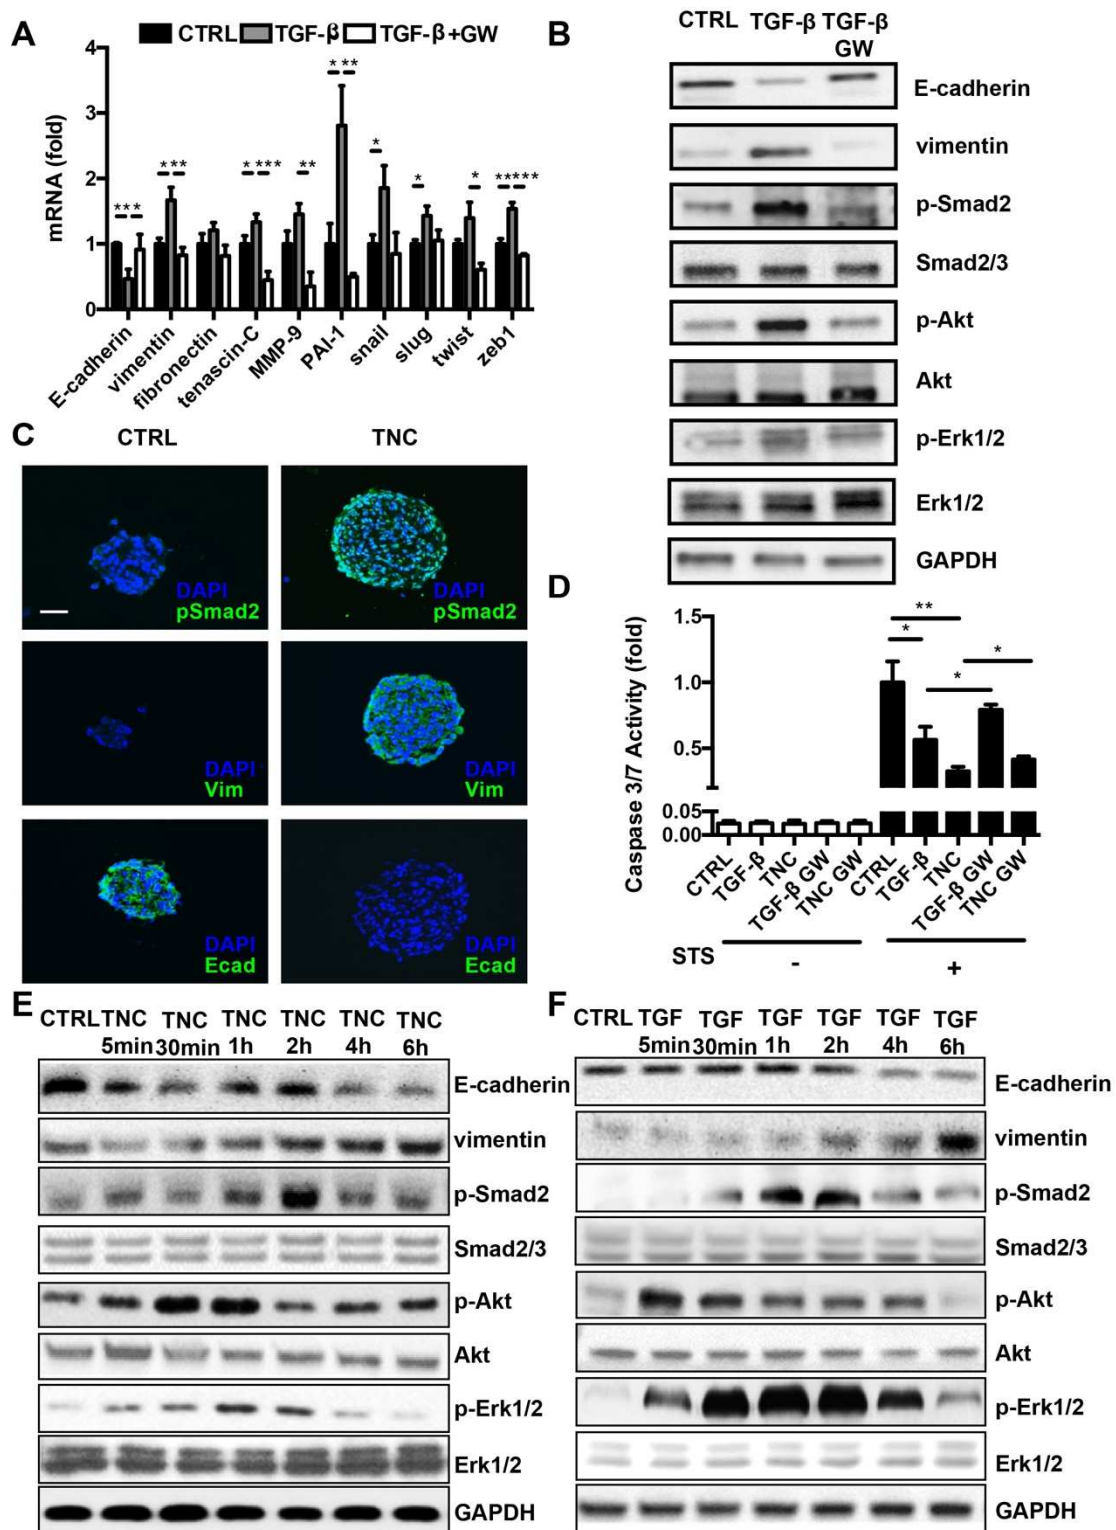 A
CTRL TGF-β TGF-β+GW
mRNA (fold)
4
3
2
1
0
*** *
* ***
* ***
**
* **
*
*
*
** ***
E-cadherin
vimentin
fibronectin
tenascin-C
MMP-9
PAI-1
snail
slug
twist
zeb1
B
CTRL TGF-β TGF-β
GW
E-cadherin
vimentin
p-Smad2
Smad2/3
p-Akt
Akt
p-Erk1/2
Erk1/2
GAPDH
C
CTRL TNC
DAPI
pSmad2
DAPI
pSmad2
DAPI
Vim
DAPI
Vim
DAPI
Ecad
DAPI
Ecad
D
Caspase 3/7 Activity (fold)
1.5
1.0
0.5
0.05
0.00
**
*
*
*
CTRL
TGF-β
TNC
TGF-β GW
TNC GW
CTRL
TGF-β
TNC
TGF-β GW
TNC GW
STS - +
E
CTRL TNC TNC TNC TNC TNC TNC
5min 30min 1h 2h 4h 6h
E-cadherin
vimentin
p-Smad2
Smad2/3
p-Akt
Akt
p-Erk1/2
Erk1/2
GAPDH
F
CTRL TGF TGF TGF TGF TGF TGF
5min 30min 1h 2h 4h 6h
E-cadherin
vimentin
p-Smad2
Smad2/3
p-Akt
Akt
p-Erk1/2
Erk1/2
GAPDH